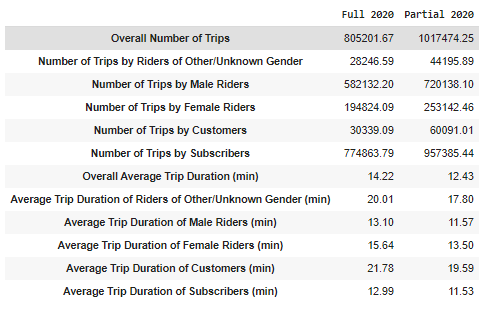 Full 2020 Partial 2020
Overall Number of Trips 805201.67 1017474.25
Number of Trips by Riders of Other/Unknown Gender 28246.59 44195.89
Number of Trips by Male Riders 582132.20 720138.10
Number of Trips by Female Riders 194824.09 253142.46
Number of Trips by Customers 30339.09 60091.01
Number of Trips by Subscribers 774863.79 957385.44
Overall Average Trip Duration (min) 14.22 12.43
Average Trip Duration of Riders of Other/Unknown Gender (min) 20.01 17.80
Average Trip Duration of Male Riders (min) 13.10 11.57
Average Trip Duration of Female Riders (min) 15.64 13.50
Average Trip Duration of Customers (min) 21.78 19.59
Average Trip Duration of Subscribers (min) 12.99 11.53